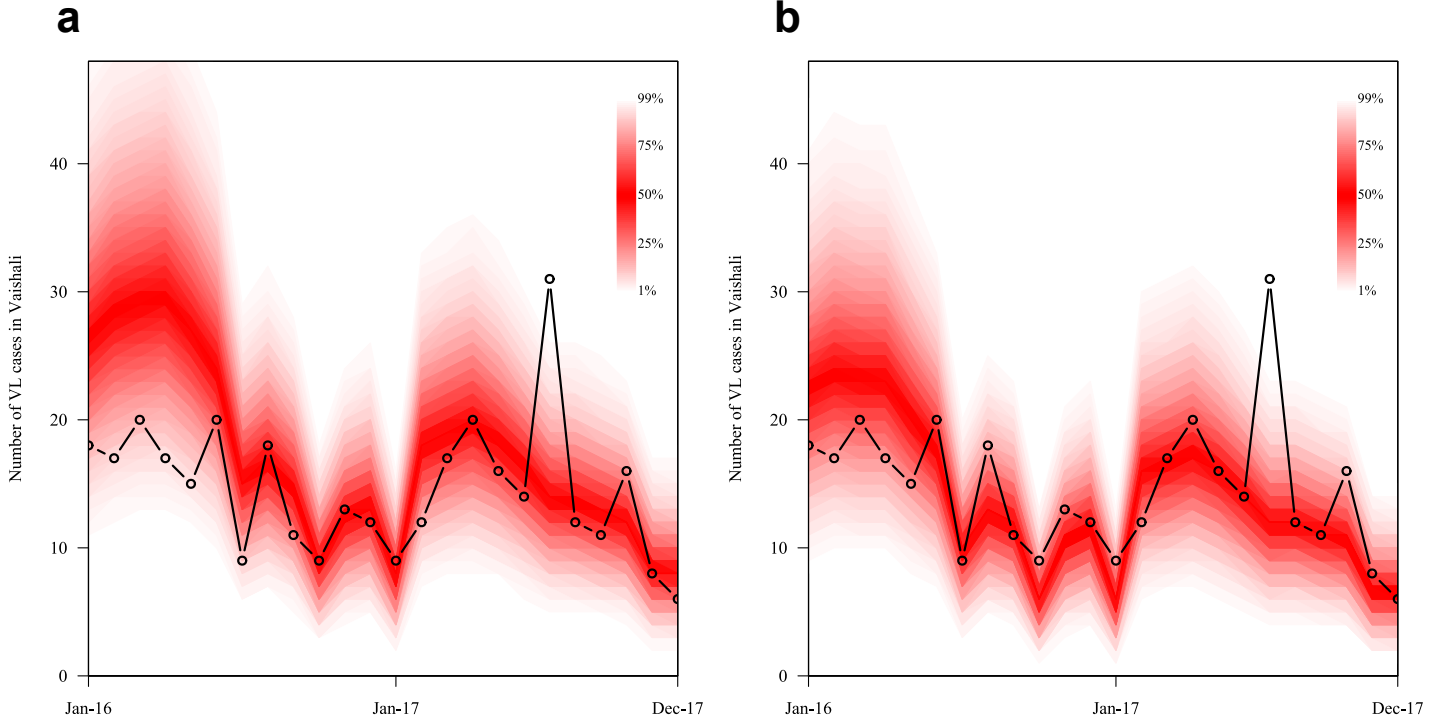 a
Number of VL cases in Vaishali
40
30
20
10
0
99%
75%
50%
25%
1%
Jan-16
Jan-17
Dec-17
b
Number of VL cases in Vaishali
40
30
20
10
0
99%
75%
50%
25%
1%
Jan-16
Jan-17
Dec-17